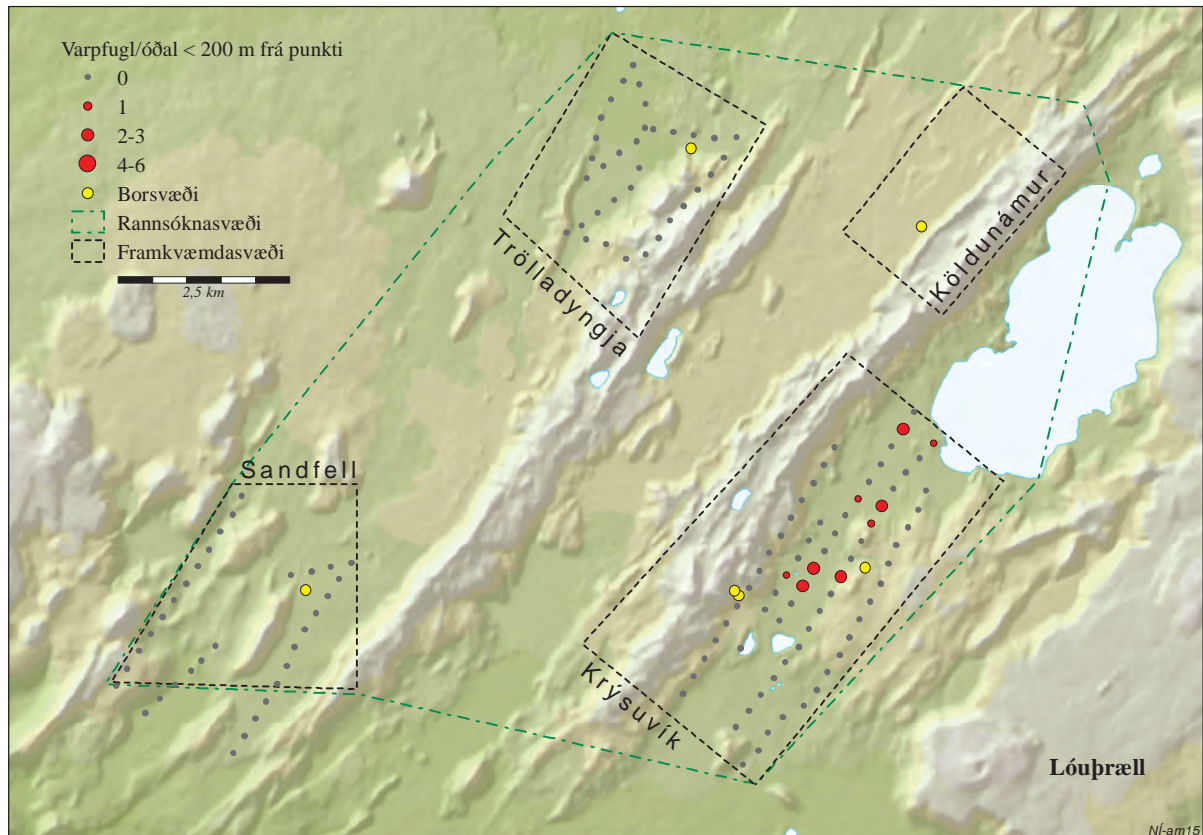 Varpfugl/óðal < 200 m frá punkti
0
1
2-3
4-6
Borsvæði
Rannsóknasvæði
Framkvæmdasvæði
2,5 km
Trölladyngja
Köldunámur
Sandfell
Krýsuvík
Lóuþræll
NÍ-am15